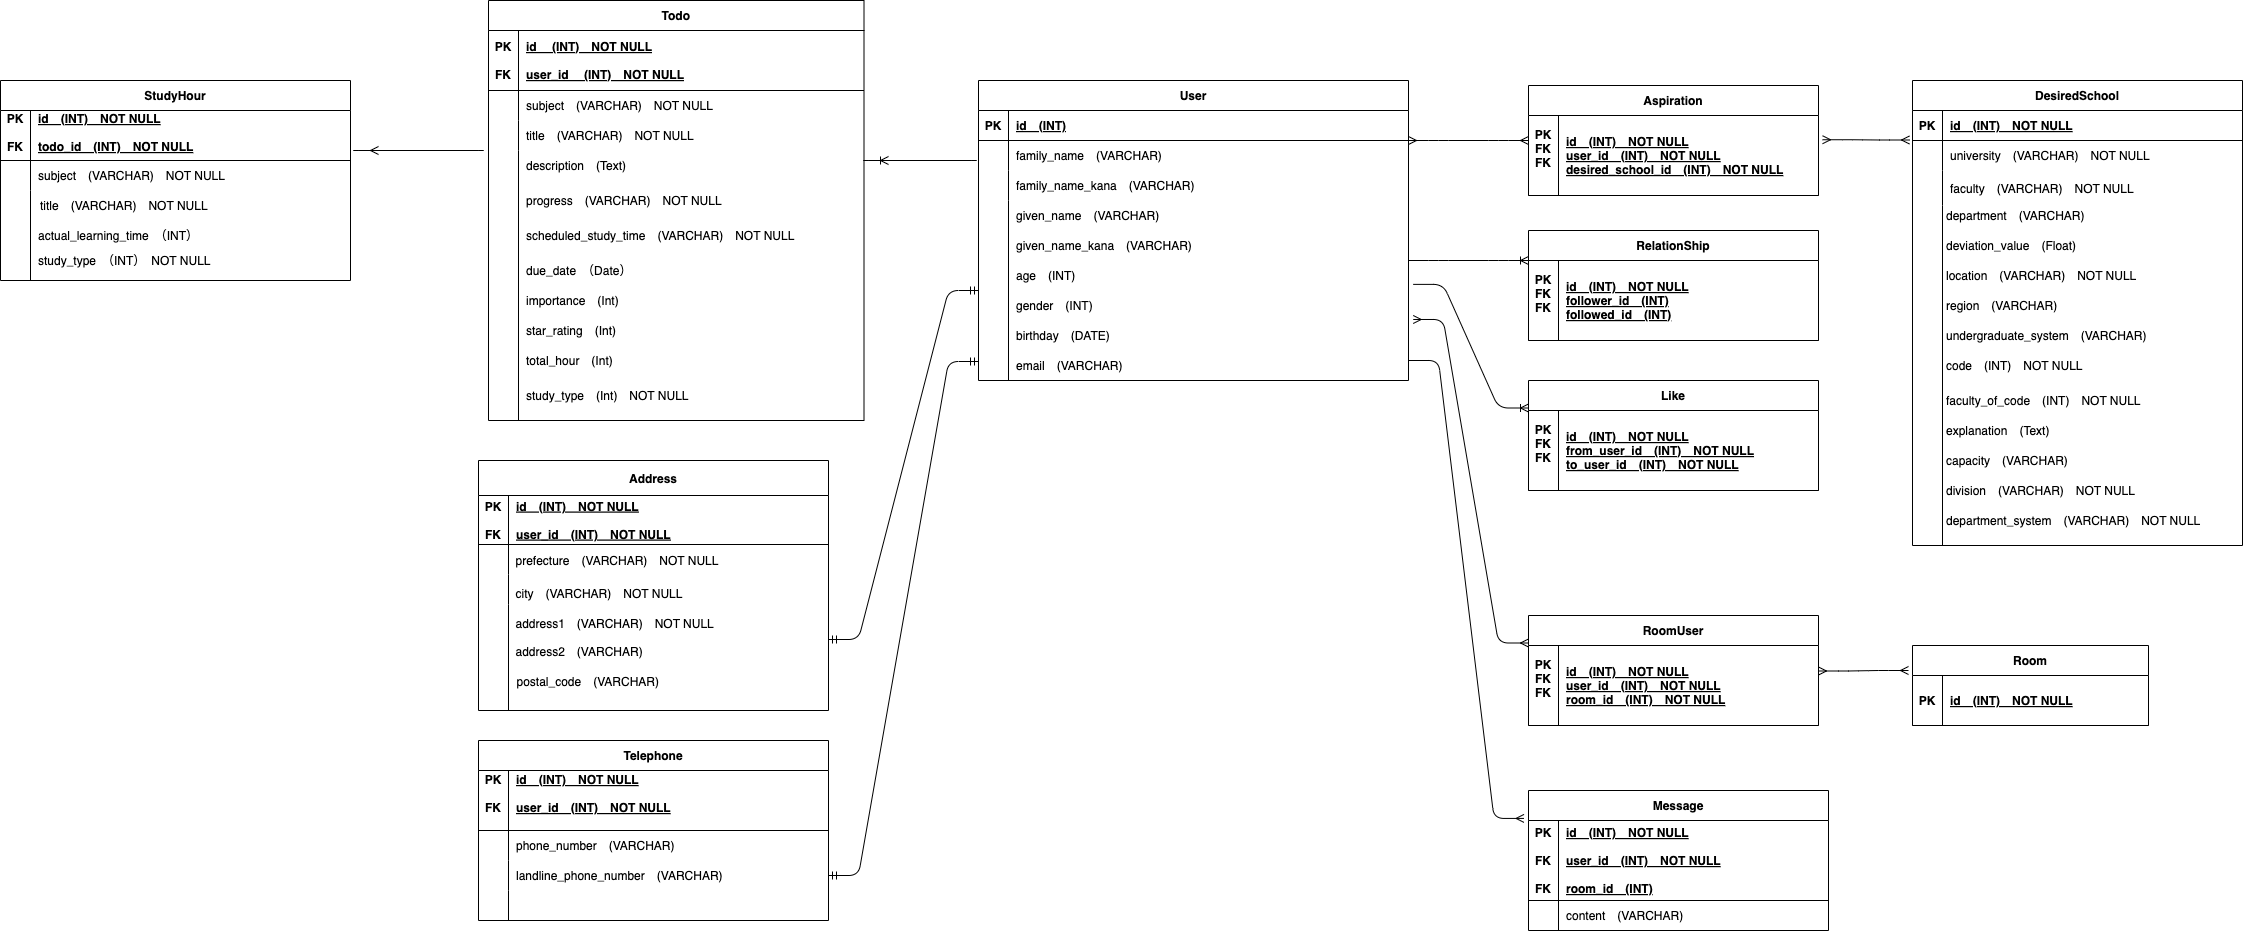 StudyHour
PK id (INT) NOT NULL
FK todo_id (INT) NOT NULL
subject (VARCHAR) NOT NULL
title (VARCHAR) NOT NULL
actual_learning_time （INT）
study_type （INT） NOT NULL
Todo
PK id (INT) NOT NULL
FK user_id (INT) NOT NULL
subject (VARCHAR) NOT NULL
title (VARCHAR) NOT NULL
description (Text)
progress (VARCHAR) NOT NULL
scheduled_study_time (VARCHAR) NOT NULL
due_date （Date）
importance (Int)
star_rating (Int)
total_hour (Int)
study_type (Int) NOT NULL
Address
PK id (INT) NOT NULL
FK user_id (INT) NOT NULL
prefecture (VARCHAR) NOT NULL
city (VARCHAR) NOT NULL
address1 (VARCHAR) NOT NULL
address2 (VARCHAR)
postal_code (VARCHAR)
Telephone
PK id (INT) NOT NULL
FK user_id (INT) NOT NULL
phone_number (VARCHAR)
landline_phone_number (VARCHAR)
User
PK id (INT)
family_name (VARCHAR)
family_name_kana (VARCHAR)
given_name (VARCHAR)
given_name_kana (VARCHAR)
age (INT)
gender (INT)
birthday (DATE)
email (VARCHAR)
Aspiration
PK id (INT) NOT NULL
FK user_id (INT) NOT NULL
FK desired_school_id (INT) NOT NULL
RelationShip
PK id (INT) NOT NULL
FK follower_id (INT)
FK followed_id (INT)
Like
PK id (INT) NOT NULL
FK from_user_id (INT) NOT NULL
FK to_user_id (INT) NOT NULL
RoomUser
PK id (INT) NOT NULL
FK user_id (INT) NOT NULL
FK room_id (INT) NOT NULL
Message
PK id (INT) NOT NULL
FK user_id (INT) NOT NULL
FK room_id (INT)
content (VARCHAR)
DesiredSchool
PK id (INT) NOT NULL
university (VARCHAR) NOT NULL
faculty (VARCHAR) NOT NULL
department (VARCHAR)
deviation_value (Float)
location (VARCHAR) NOT NULL
region (VARCHAR)
undergraduate_system (VARCHAR)
code (INT) NOT NULL
faculty_of_code (INT) NOT NULL
explanation (Text)
capacity (VARCHAR)
division (VARCHAR) NOT NULL
department_system (VARCHAR) NOT NULL
Room
PK id (INT) NOT NULL